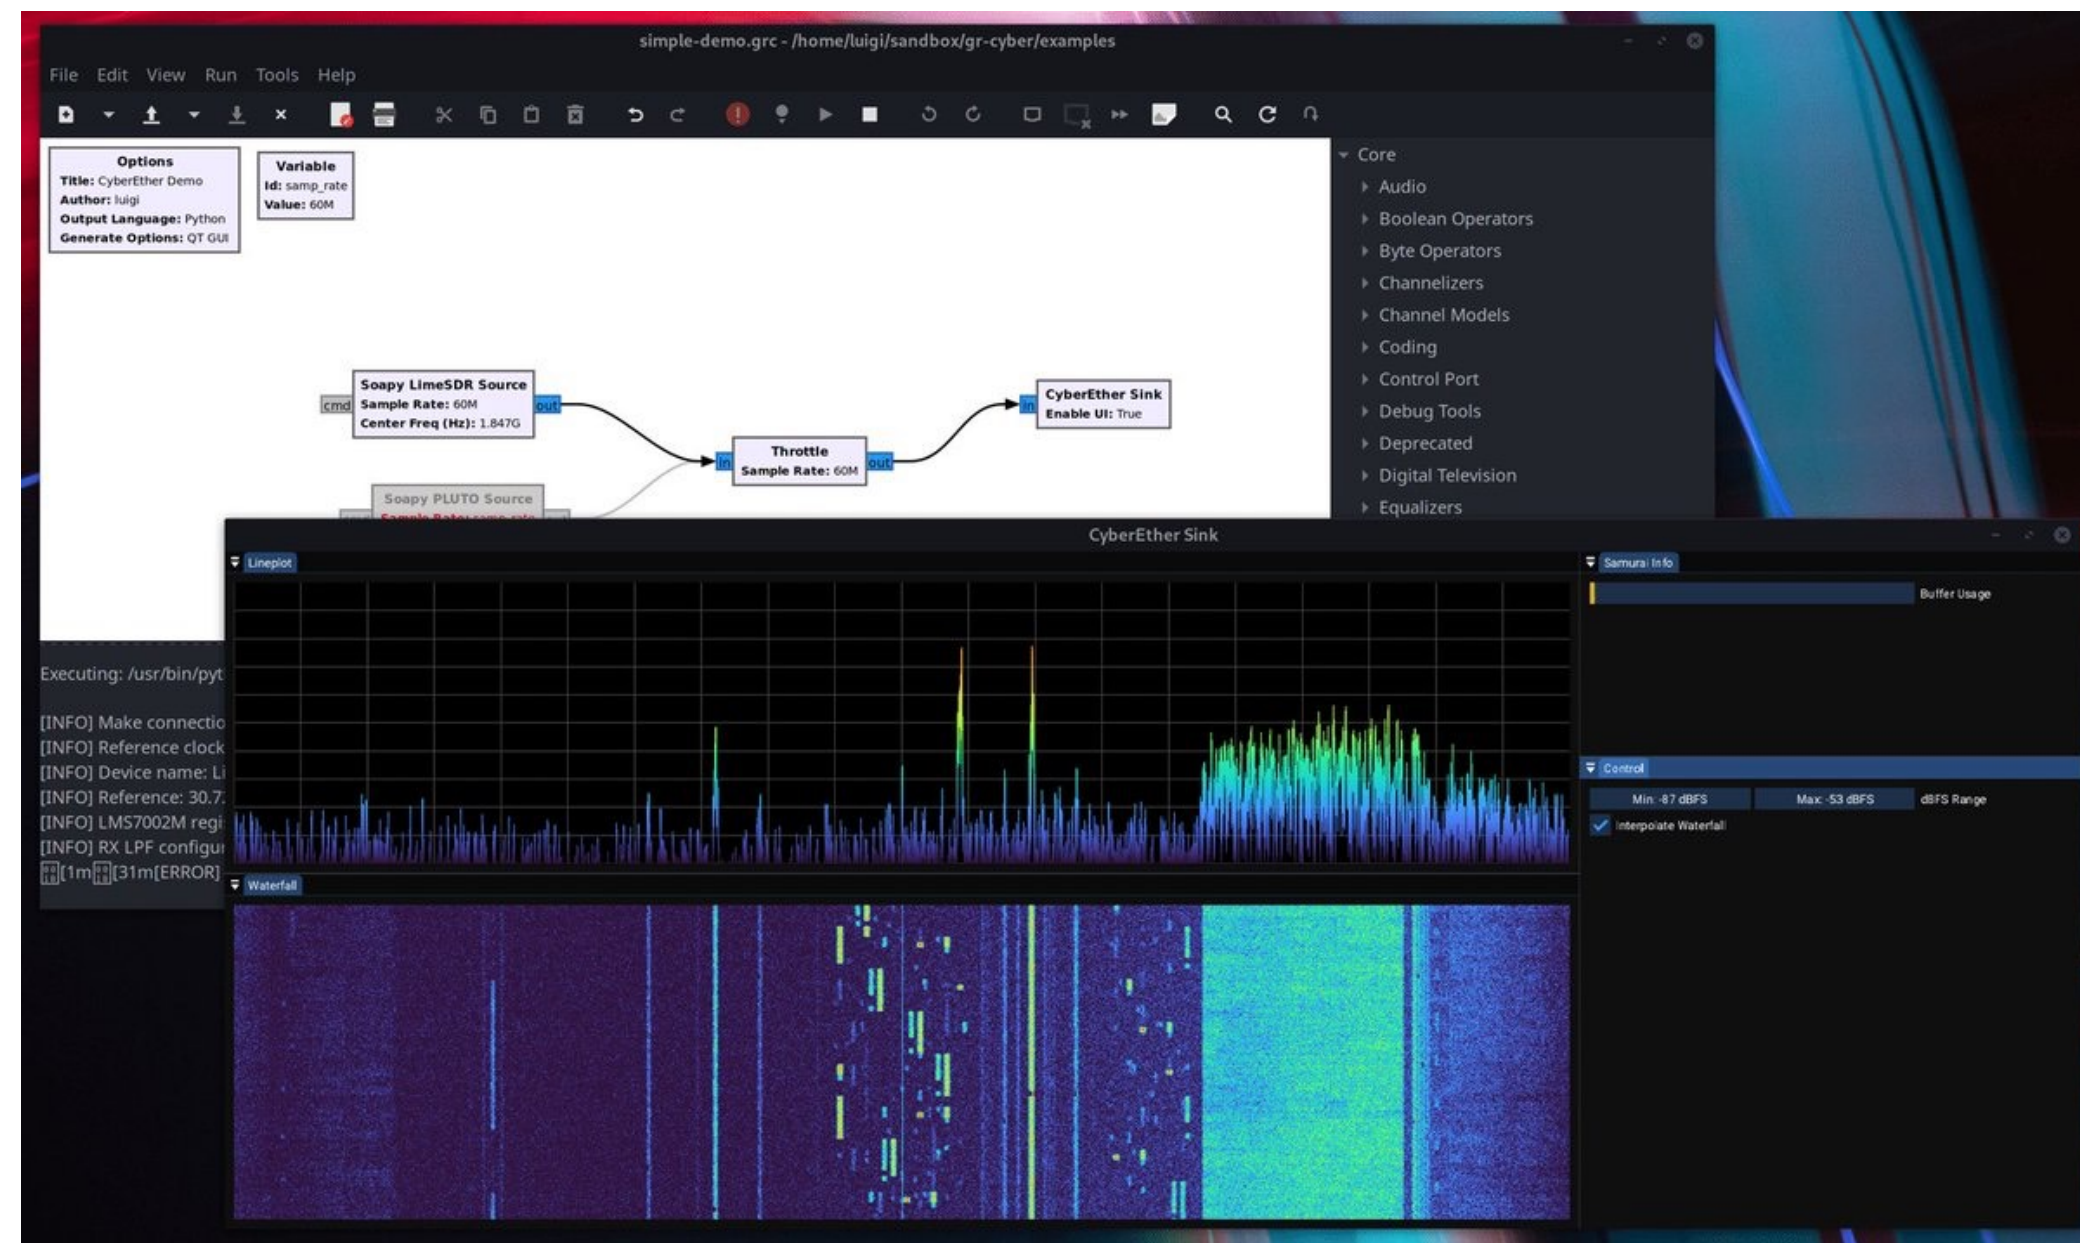 simple-demo.grc - /home/luigi/sandbox/gr-cyber/examples
File Edit View Run Tools Help
Options
Title: CyberEther Demo
Author: luigi
Output Language: Python
Generate Options: QT GUI
Variable
Id: samp_rate
Value: 60M
Soapy LimeSDR Source
cmd
Sample Rate: 60M
out
Center Freq (Hz): 1.847G
Throttle
in
Sample Rate: 60M
out
CyberEther Sink
in
Enable UI: True
Soapy PLUTO Source
Sample Rate: samp_rate
Core
Audio
Boolean Operators
Byte Operators
Channelizers
Channel Models
Coding
Control Port
Debug Tools
Deprecated
Digital Television
Equalizers
Executing: /usr/bin/pyt
[INFO] Make connectio
[INFO] Reference clock
[INFO] Device name: Li
[INFO] Reference: 30.7
[INFO] LMS7002M regi
[INFO] RX LPF configur
[1m[31m[ERROR]
CyberEther Sink
Lineplot
Waterfall
Samurai Info
Buffer Usage
Control
Min: -87 dBFS
Max: -53 dBFS
dBFS Range
Interpolate Waterfall